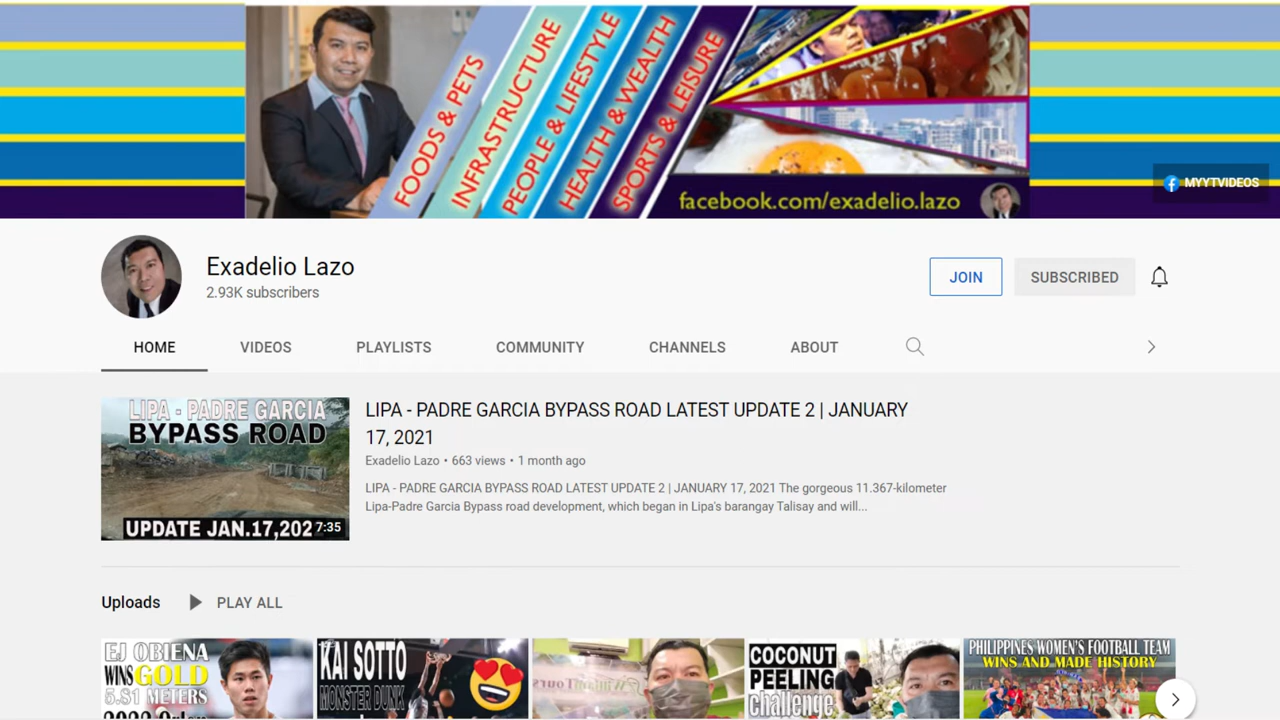 FOODS & PETS
INFRASTRUCTURE
PEOPLE & LIFESTYLE
HEALTH & WEALTH
SPORTS & LEISURE
facebook.com/exadelio.lazo
MYYTVIDEOS
Exadelio Lazo
2.93K subscribers
JOIN
SUBSCRIBED
HOME VIDEOS PLAYLISTS COMMUNITY CHANNELS ABOUT
LIPA - PADRE GARCIA
BYPASS ROAD
UPDATE JAN.17,202
7:35
LIPA - PADRE GARCIA BYPASS ROAD LATEST UPDATE 2 | JANUARY
17, 2021
Exadelio Lazo • 663 views • 1 month ago
LIPA - PADRE GARCIA BYPASS ROAD LATEST UPDATE 2 | JANUARY 17, 2021 The gorgeous 11.367-kilometer
Lipa-Padre Garcia Bypass road development, which began in Lipa's barangay Talisay and will...
Uploads PLAY ALL
EJ OBIENA
WINS GOLD
5.81 METERS
KAI SOTTO
MONSTER DUNK
COCONUT
PEELING
challenge
PHILIPPINES WOMEN'S FOOTBALL TEAM
WINS AND MADE HISTORY